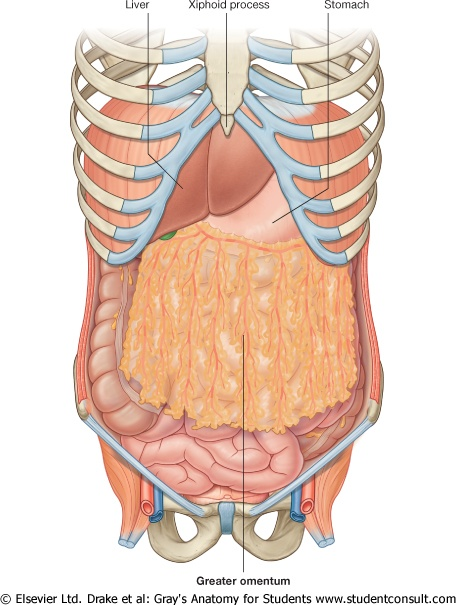 Liver
Xiphoid process
Stomach
Greater omentum
© Elsevier Ltd. Drake et al: Gray's Anatomy for Students www.studentconsult.com